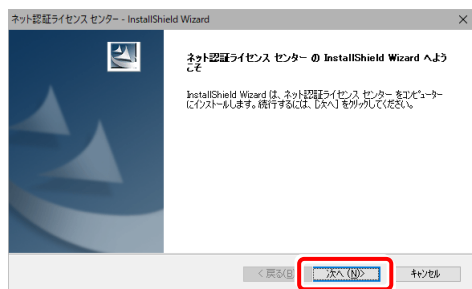 ネット認証ライセンス センター - InstallShield Wizard
ネット認証ライセンス センター の InstallShield Wizard へよう
こそ
InstallShield Wizard は、ネット認証ライセンス センター をコンピューター
にインストールします。続行するには、[次へ] をクリックしてください。
< 戻る(B)
次へ (N)>
キャンセル